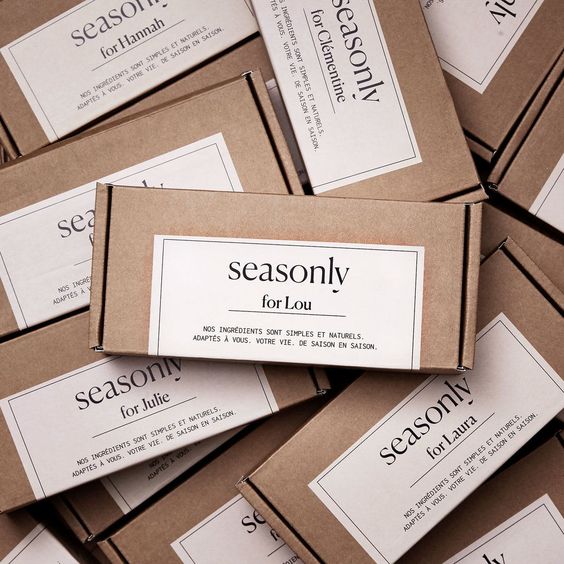 seasonly
for Hannah
NOS INGRÉDIENTS SONT SIMPLES ET NATURELS.
ADAPTÉS À VOUS. VOTRE VIE. DE SAISON EN SAISON.
seasonly
for Clémentine
NOS INGRÉDIENTS SONT SIMPLES ET NATURELS.
ADAPTÉS À VOUS. VOTRE VIE. DE SAISON EN SAISON.
seasonly
for Lou
NOS INGRÉDIENTS SONT SIMPLES ET NATURELS.
ADAPTÉS À VOUS. VOTRE VIE. DE SAISON EN SAISON.
seasonly
for Julie
NOS INGRÉDIENTS SONT SIMPLES ET NATURELS.
ADAPTÉS À VOUS. VOTRE VIE. DE SAISON EN SAISON.
seasonly
for Laura
NOS INGRÉDIENTS SONT SIMPLES ET NATURELS.
ADAPTÉS À VOUS. VOTRE VIE. DE SAISON EN SAISON.